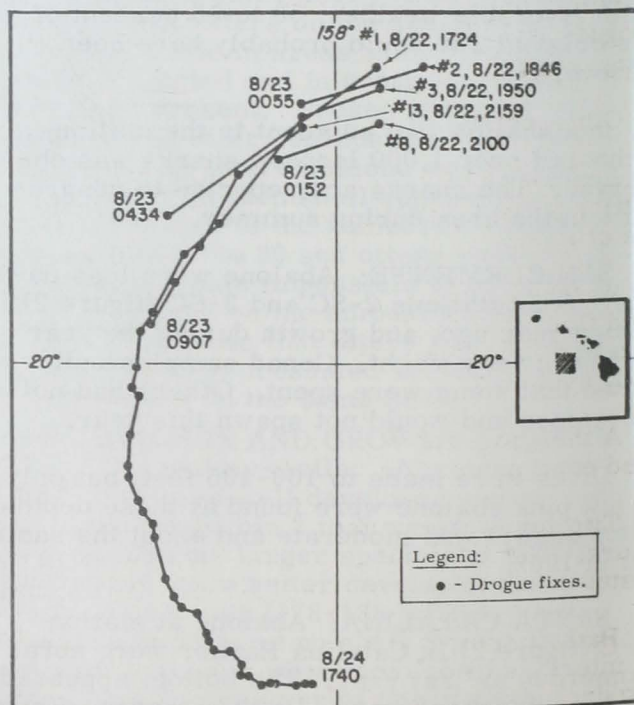 158° #1, 8/22, 1724
#2, 8/22, 1846
8/23
0055
#3, 8/22, 1950
#13, 8/22, 2159
#8, 8/22, 2100
8/23
0152
8/23
0434
8/23
0907
20°
20°
Legend:
- Drogue fixes.
8/24
1740